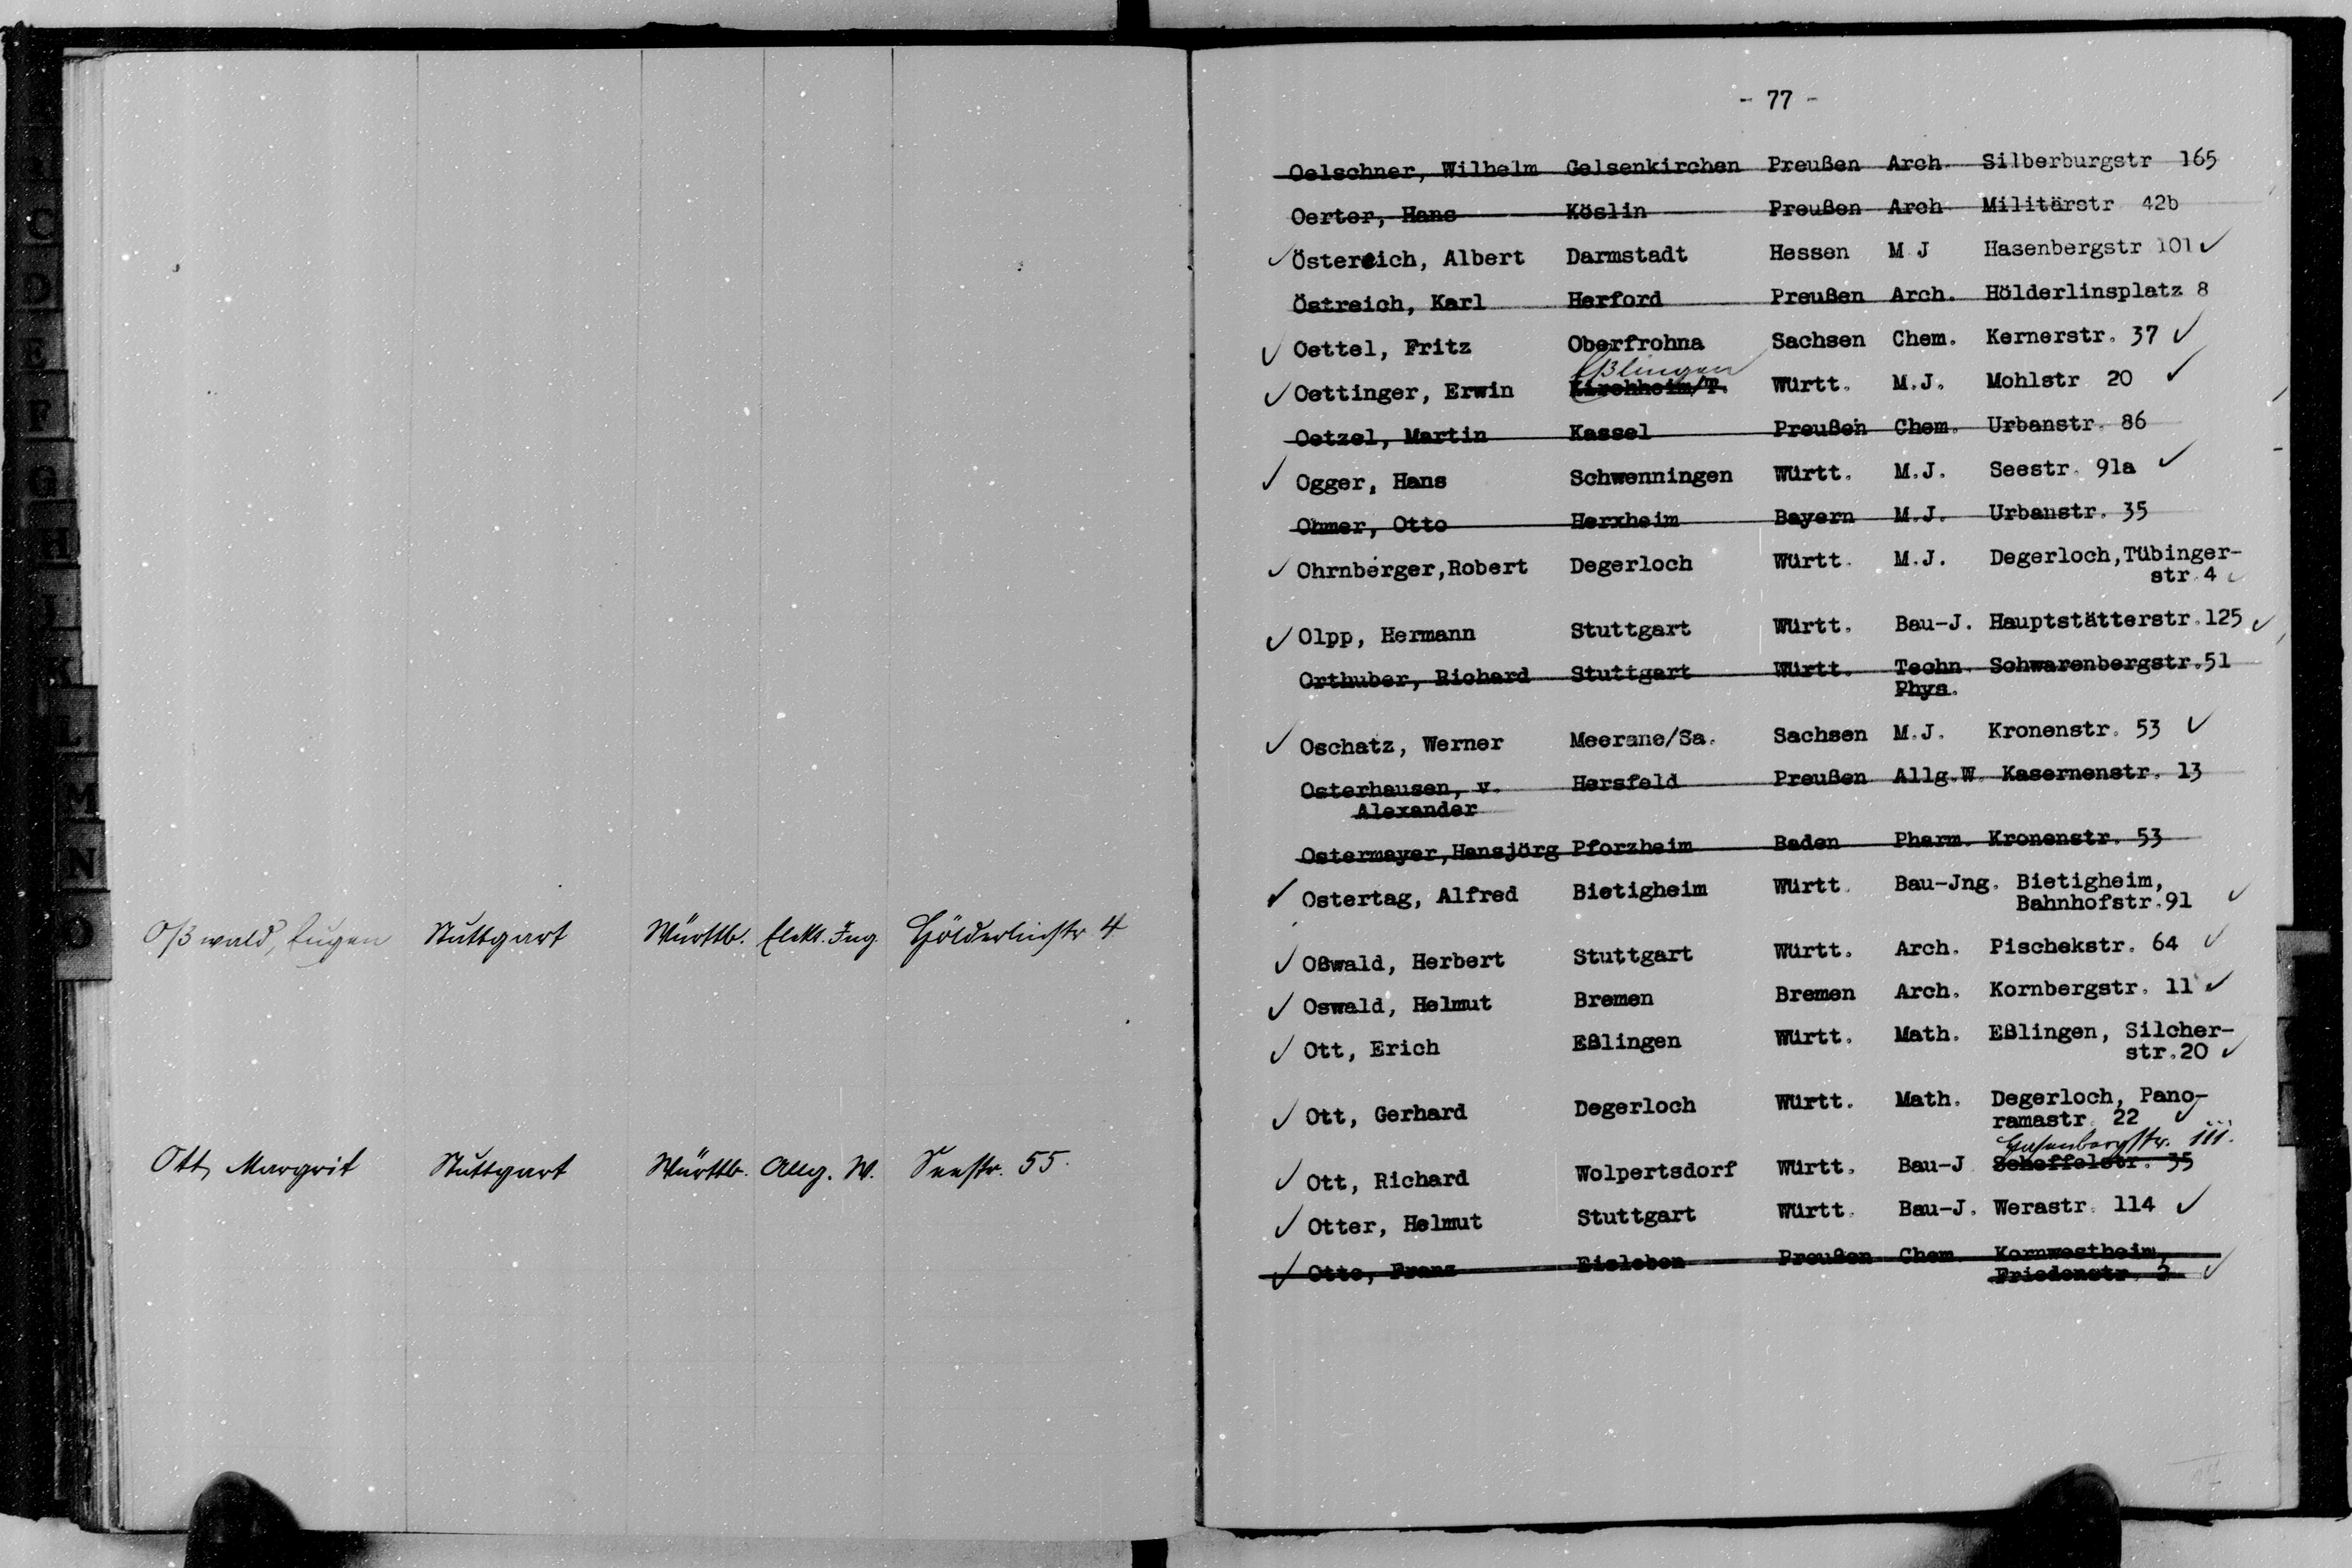 C
D
E
F
G
H
J
K
L
M
N
O
Oßwald, Eugen Stuttgart Württb. Elekt. Ing. Hölderlinstr 4
Ott, Margrit Stuttgart Württb. Allg. W. Seestr. 55.
- 77 -
Oelschner, Wilhelm Gelsenkirchen Preußen Arch. Silberburgstr 165
Oerter, Hans Köslin Preußen Arch Militärstr 42b
✓ Östereich, Albert Darmstadt Hessen M J Hasenbergstr 101 ✓
Östreich, Karl Herford Preußen Arch. Hölderlinsplatz 8
✓ Oettel, Fritz Oberfrohna Sachsen Chem. Kernerstr. 37 ✓
Eßlingen
✓ Oettinger, Erwin Kirchheim/T. Württ. M.J. Mohlstr 20 ✓
Oetzel, Martin Kassel Preußen Chem. Urbanstr. 86
✓ Ogger, Hans Schwenningen Württ. M.J. Seestr. 91a ✓
Ohmer, Otto Herxheim Bayern M.J. Urbanstr. 35
✓ Ohrnberger,Robert Degerloch Württ. M.J. Degerloch,Tübinger-
str.4 ✓
✓ Olpp, Hermann Stuttgart Württ. Bau-J. Hauptstätterstr.125 ✓
Orthuber, Richard Stuttgart Württ. Techn. Schwarenbergstr.51
Phys.
✓ Oschatz, Werner Meerane/Sa. Sachsen M.J. Kronenstr. 53 ✓
Osterhausen, v. Hersfeld Preußen Allg.W. Kasernenstr. 13
Alexander
Ostermayer,Hansjörg Pforzheim Baden Pharm. Kronenstr. 53
✓ Ostertag, Alfred Bietigheim Württ. Bau-Jng. Bietigheim,
Bahnhofstr.91 ✓
✓ Oßwald, Herbert Stuttgart Württ. Arch. Pischekstr. 64 ✓
✓ Oswald, Helmut Bremen Bremen Arch. Kornbergstr. 11 ✓
✓ Ott, Erich Eßlingen Württ. Math. Eßlingen, Silcher-
str.20 ✓
✓ Ott, Gerhard Degerloch Württ. Math. Degerloch, Pano-
ramastr. 22 ✓
Hasenbergstr. 111.
✓ Ott, Richard Wolpertsdorf Württ. Bau-J Scheffelstr. 35
✓ Otter, Helmut Stuttgart Württ. Bau-J. Werastr. 114 ✓
✓ Otto, Franz Eisleben Preußen Chem Kornwestheim,
Friedenstr. ✓